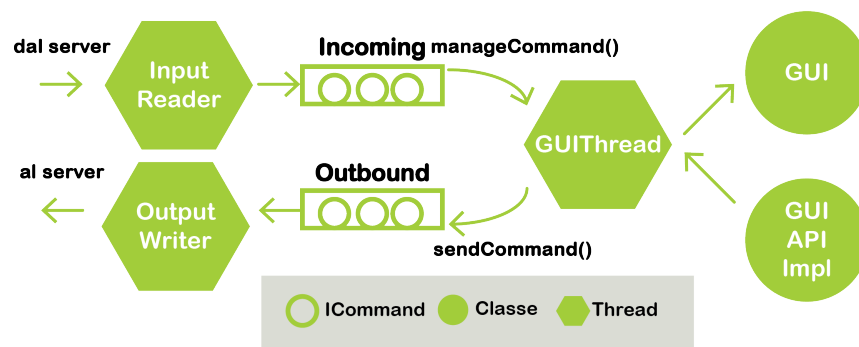 dal server
Input
Reader
Incoming
manageCommand()
GUIThread
GUI
al server
Output
Writer
Outbound
sendCommand()
GUI
API
Impl
ICommand
Classe
Thread